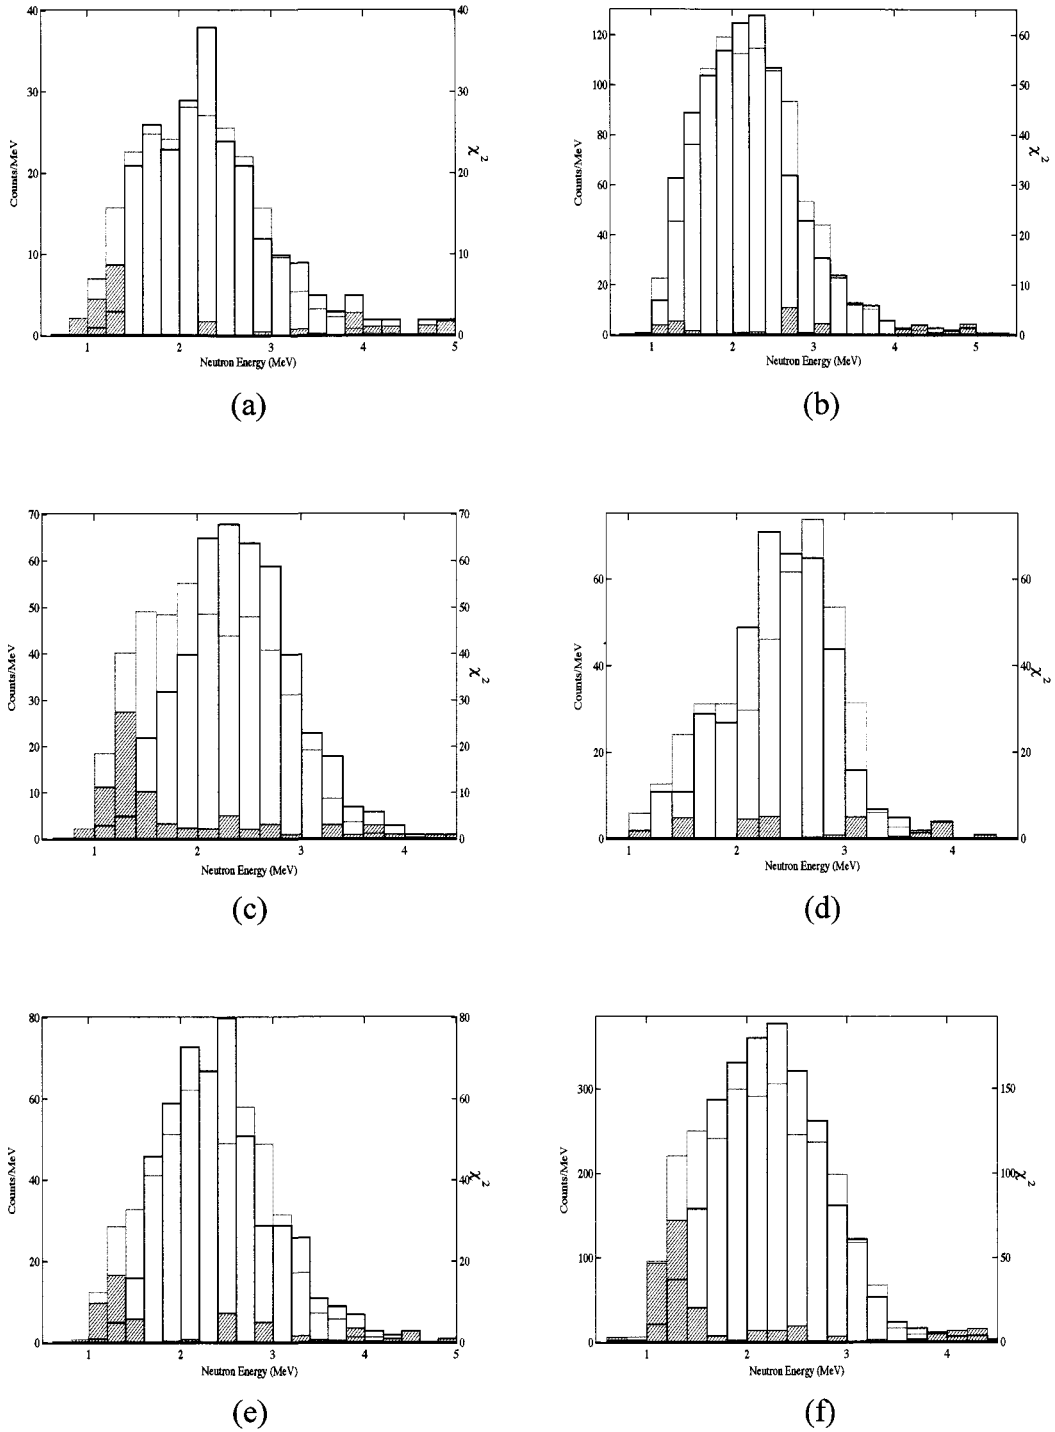 40 40
30 30
20 20
10 10
0 0
1 2 3 4 5
Counts/MeV
χ2
Neutron Energy (MeV)
(a)
120 60
100 50
80 40
60 30
40 20
20 10
0 0
1 2 3 4 5
Counts/MeV
χ2
Neutron Energy (MeV)
(b)
70 70
60 60
50 50
40 40
30 30
20 20
10 10
0 0
1 2 3 4
Counts/MeV
χ2
Neutron Energy (MeV)
(c)
60 60
40 40
20 20
0 0
1 2 3 4
Counts/MeV
χ2
Neutron Energy (MeV)
(d)
80 80
60 60
40 40
20 20
0 0
1 2 3 4 5
Counts/MeV
χ2
Neutron Energy (MeV)
(e)
300 150
200 100
100 50
0 0
1 2 3 4
Counts/MeV
χ2
Neutron Energy (MeV)
(f)